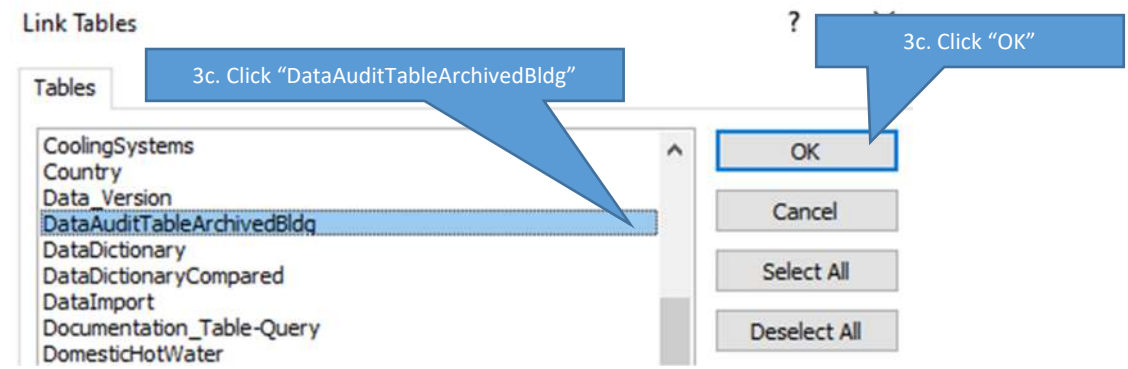 Link Tables
?
3c. Click “OK”
3c. Click “DataAuditTableArchivedBldg”
Tables
CoolingSystems
Country
Data_Version
DataAuditTableArchivedBldg
DataDictionary
DataDictionaryCompared
DataImport
Documentation_Table-Query
DomesticHotWater
OK
Cancel
Select All
Deselect All